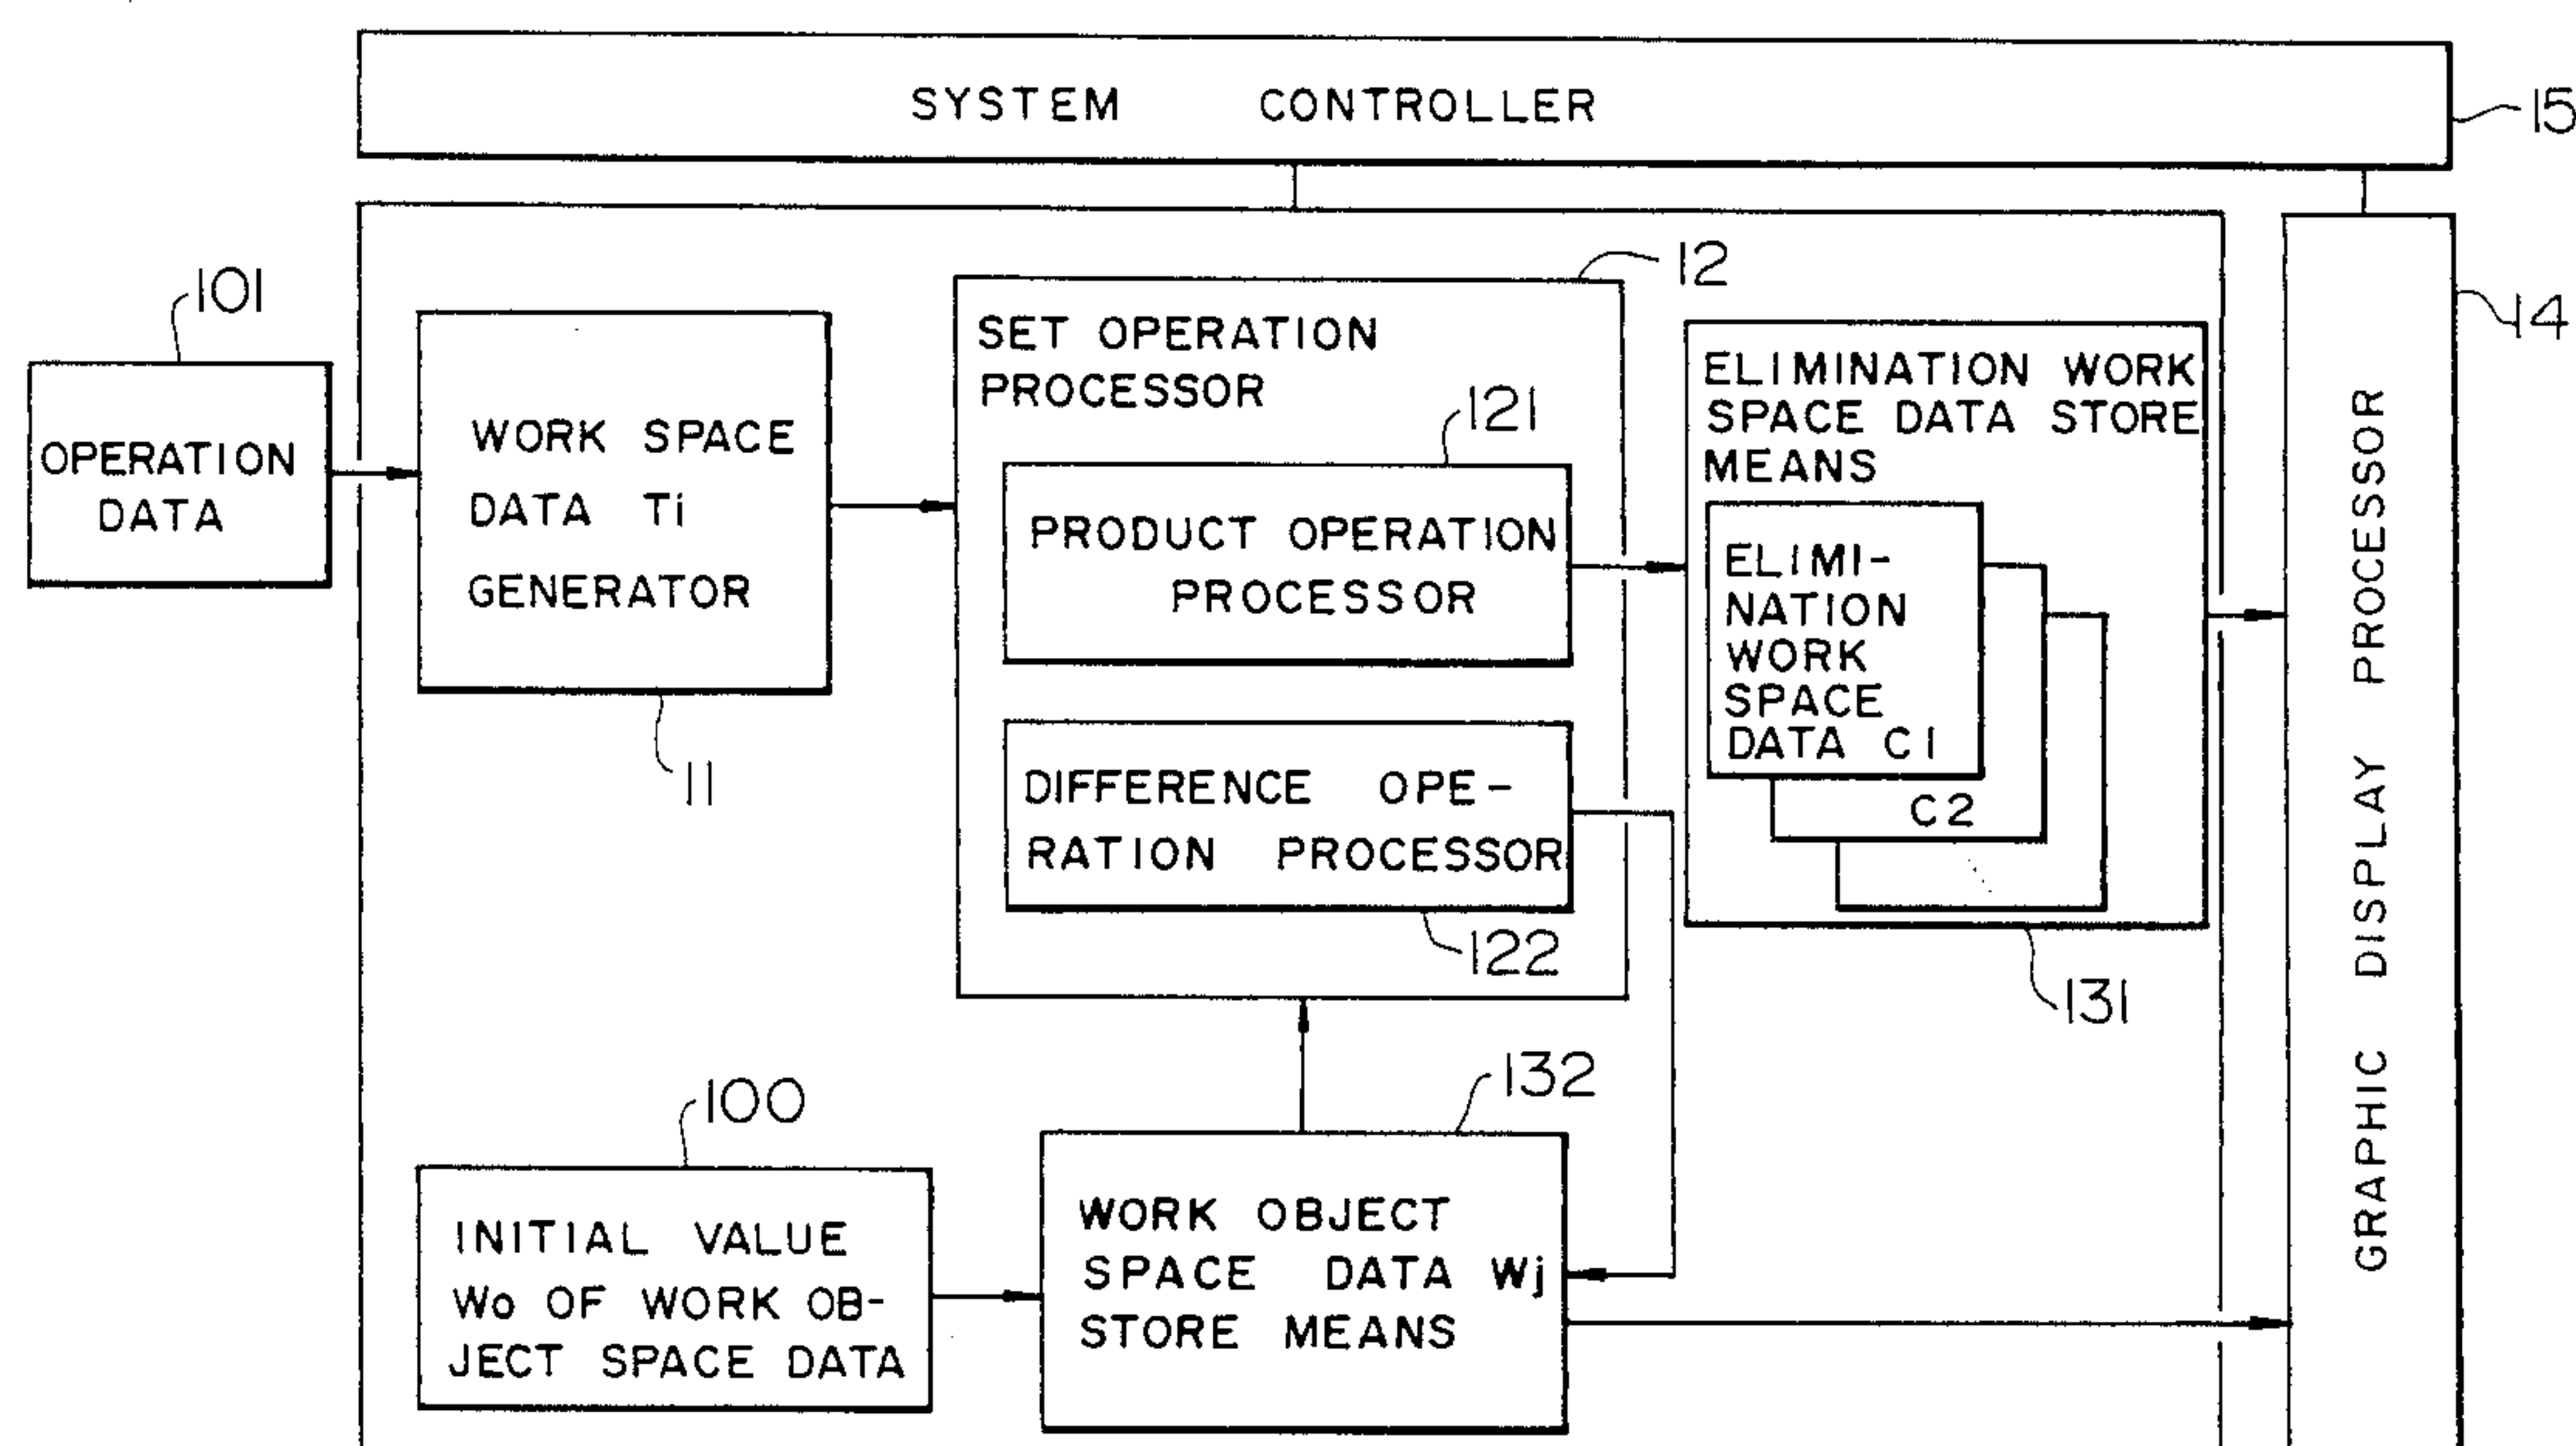 SYSTEM CONTROLLER
15
101
OPERATION
DATA
WORK SPACE
DATA Ti
GENERATOR
11
12
SET OPERATION
PROCESSOR
121
PRODUCT OPERATION
PROCESSOR
DIFFERENCE OPE-
RATION PROCESSOR
122
ELIMINATION WORK
SPACE DATA STORE
MEANS
ELIMI-
NATION
WORK
SPACE
DATA C1
C2
131
14
GRAPHIC DISPLAY PROCESSOR
100
INITIAL VALUE
Wo OF WORK OB-
JECT SPACE DATA
132
WORK OBJECT
SPACE DATA Wj
STORE MEANS